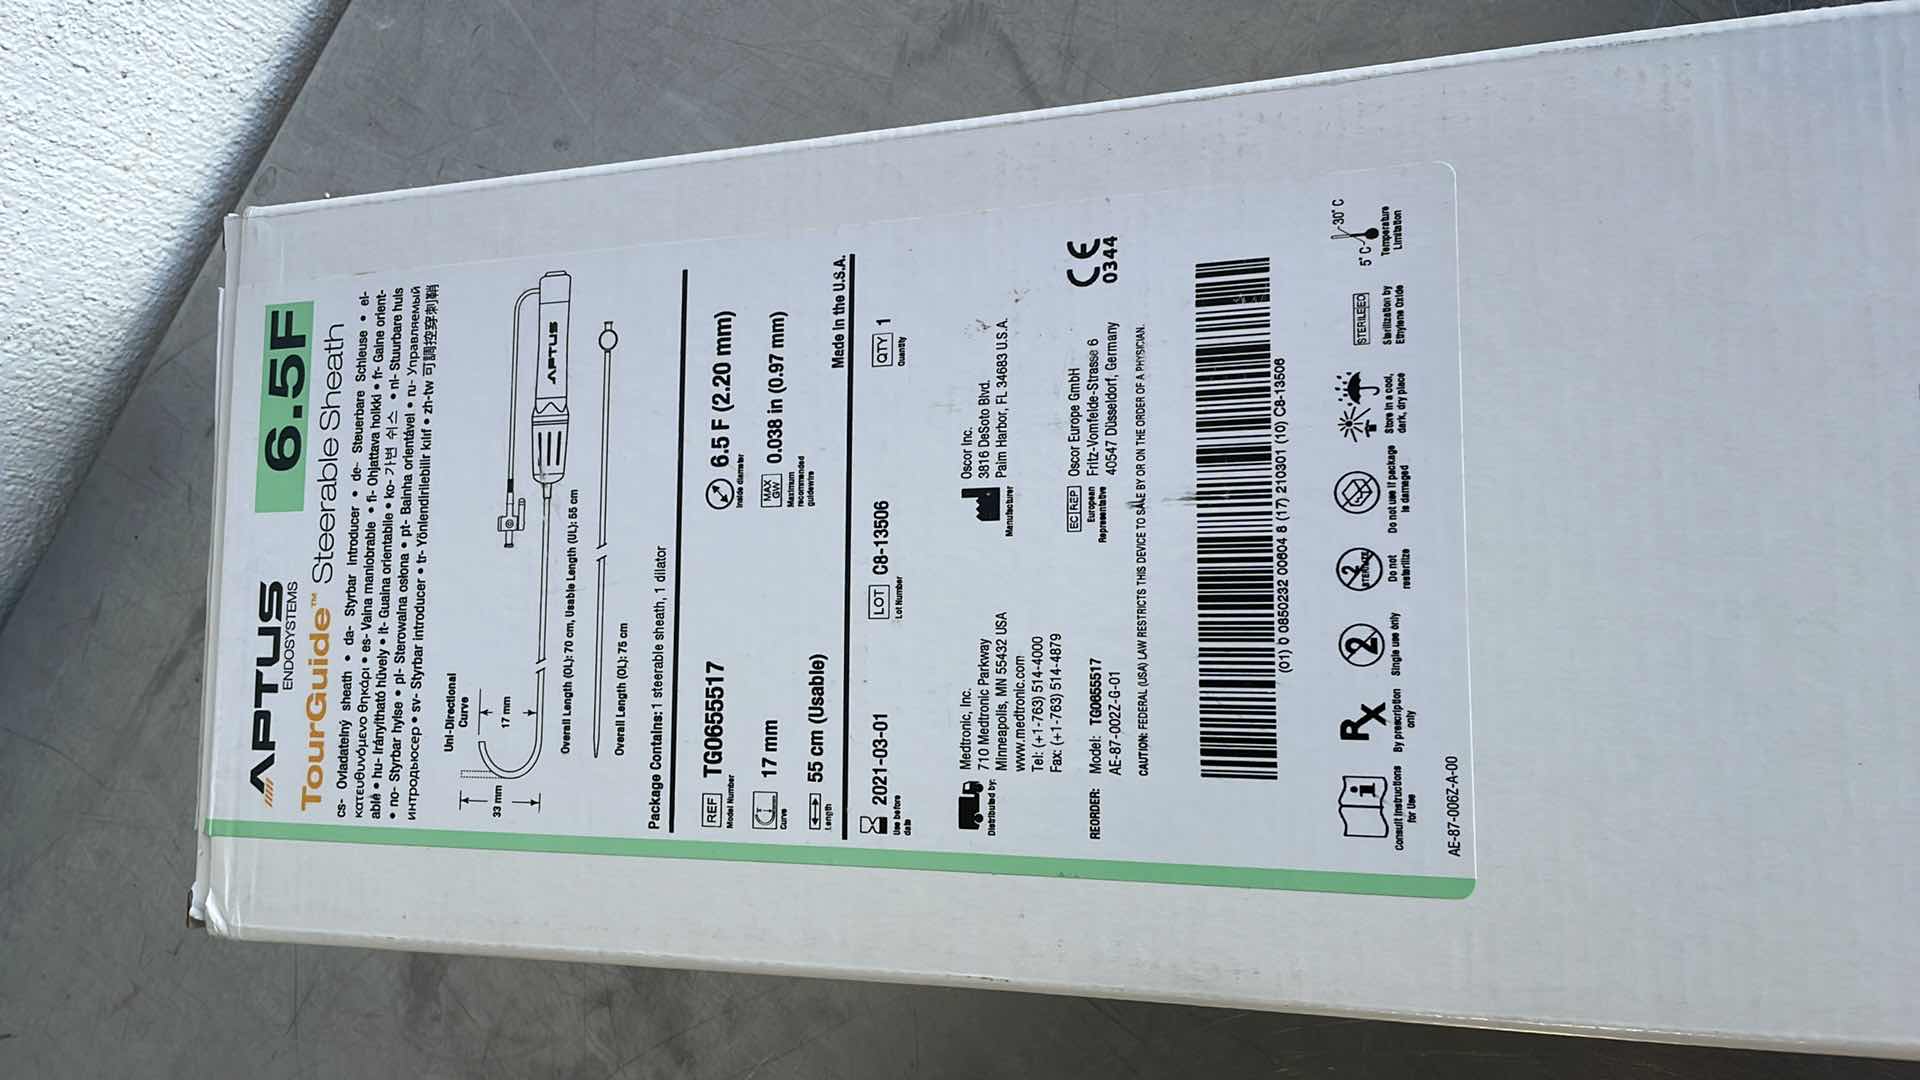 APTUS
ENDOSYSTEMS
6.5F
TourGuide™ Steerable Sheath
cs- Ovladatelný sheath • da- Styrbar introducer • de- Steuerbare Schleuse • el-
κατευθυνόμενο θηκάρι • es- Vaina maniobrable • fi- Ohjattava holkki • fr- Gaine orient-
able • hu- Irányítható hüvely • it- Guaina orientabile • ko- 가변 쉬스 • nl- Stuurbare huls
• no- Styrbar hylse • pl- Sterowalna osłona • pt- Bainha orientável • ru- Управляемый
интродьюсер • sv- Styrbar introducer • tr- Yönlendirilebilir kılıf • zh-tw 可調控穿刺鞘
Uni-Directional
Curve
33 mm
17 mm
APTUS
Overall Length (OL): 70 cm, Usable Length (UL): 55 cm
Overall Length (OL): 75 cm
Package Contains: 1 steerable sheath, 1 dilator
REF TG0655517
Model Number
6.5 F (2.20 mm)
Inside diameter
17 mm
Curve
MAX GW 0.038 in (0.97 mm)
Maximum
recommended
guidewire
55 cm (Usable)
Length
Made in the U.S.A.
2021-03-01
Use before
date
LOT C8-13506
Lot Number
QTY 1
Quantity
Distributed by:
Medtronic, Inc.
710 Medtronic Parkway
Minneapolis, MN 55432 USA
www.medtronic.com
Tel: (+1-763) 514-4000
Fax: (+1-763) 514-4879
Manufacturer
Oscor Inc.
3816 DeSoto Blvd.
Palm Harbor, FL 34683 U.S.A.
REORDER: Model: TG0655517
AE-87-002Z-G-01
EC REP
European
Representative
Oscor Europe GmbH
Fritz-Vomfelde-Strasse 6
40547 Düsseldorf, Germany
CE
0344
CAUTION: FEDERAL (USA) LAW RESTRICTS THIS DEVICE TO SALE BY OR ON THE ORDER OF A PHYSICIAN.
(01) 0 0850232 00604 8 (17) 210301 (10) C8-13506
i
Consult Instructions
for Use
Rx
By prescription
only
2
Single use only
2
STERILIZE
Do not
resterilize
Do not use if package
is damaged
Store in a cool,
dark, dry place
STERILE EO
Sterilization by
Ethylene Oxide
5°C 30°C
Temperature
Limitation
AE-87-006Z-A-00